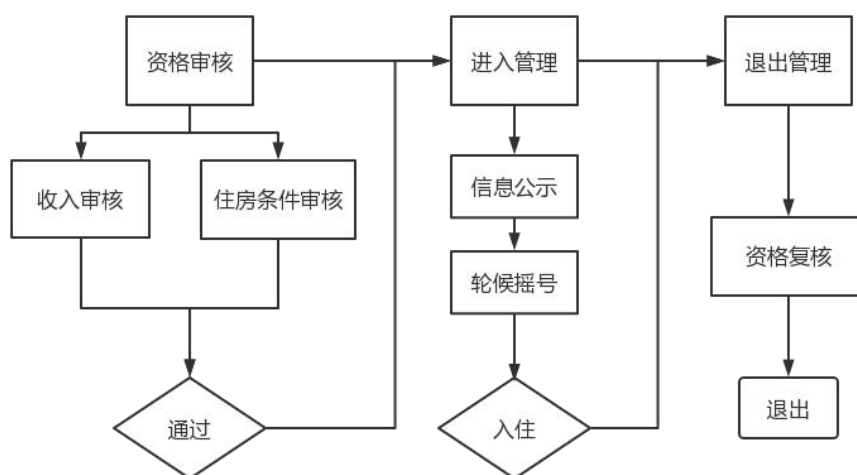 资格审核
进入管理
退出管理
收入审核
住房条件审核
信息公示
资格复核
轮候摇号
通过
入住
退出